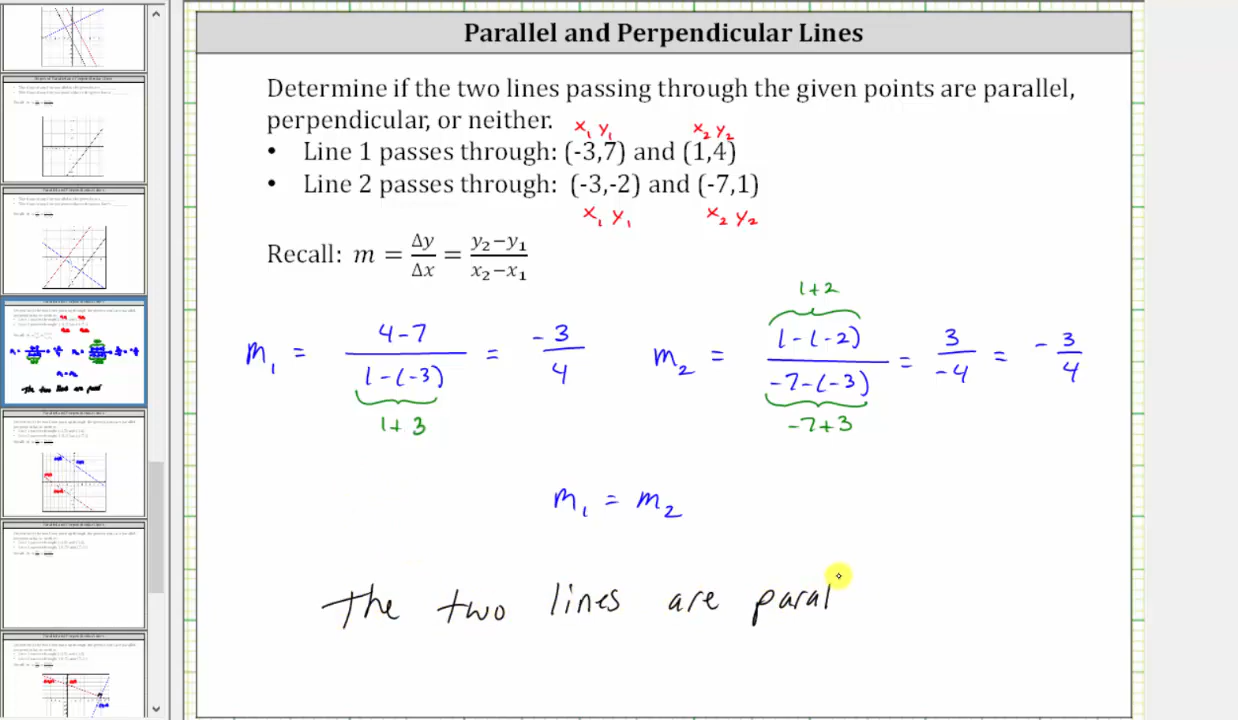 Parallel and Perpendicular Lines
Determine if the two lines passing through the given points are parallel,
perpendicular, or neither.
x₁ y₁ x₂ y₂
• Line 1 passes through: (-3,7) and (1,4)
• Line 2 passes through: (-3,-2) and (-7,1)
x₁ y₁ x₂ y₂
Recall: m = Δy/Δx = y₂−y₁/x₂−x₁
1+2
m₁ = 4-7/1-(-3) = -3/4 m₂ = 1-(-2)/-7-(-3) = 3/-4 = -3/4
1+3 -7+3
m₁ = m₂
The two lines are paral